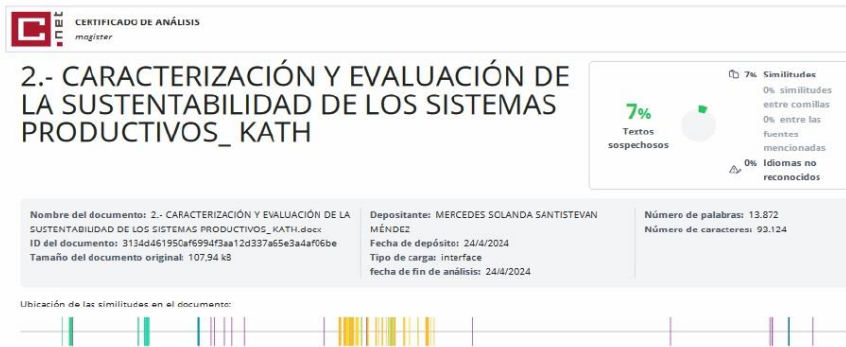 C.net
CERTIFICADO DE ANÁLISIS
magister
2.- CARACTERIZACIÓN Y EVALUACIÓN DE
LA SUSTENTABILIDAD DE LOS SISTEMAS
PRODUCTIVOS_ KATH
7%
Textos
sospechosos
7% Similitudes
0% similitudes
entre comillas
0% entre las
fuentes
mencionadas
0% Idiomas no
reconocidos
Nombre del documento: 2.- CARACTERIZACIÓN Y EVALUACIÓN DE LA
SUSTENTABILIDAD DE LOS SISTEMAS PRODUCTIVOS_ KATH.docx
ID del documento: 3134d461950af6994f3aa12d337a65e3a4af06be
Tamaño del documento original: 107,94 kB
Depositante: MERCEDES SOLANDA SANTISTEVAN
MÉNDEZ
Fecha de depósito: 24/4/2024
Tipo de carga: interface
fecha de fin de análisis: 24/4/2024
Número de palabras: 13.872
Número de caracteres: 93.124
Ubicación de las similitudes en el documento: